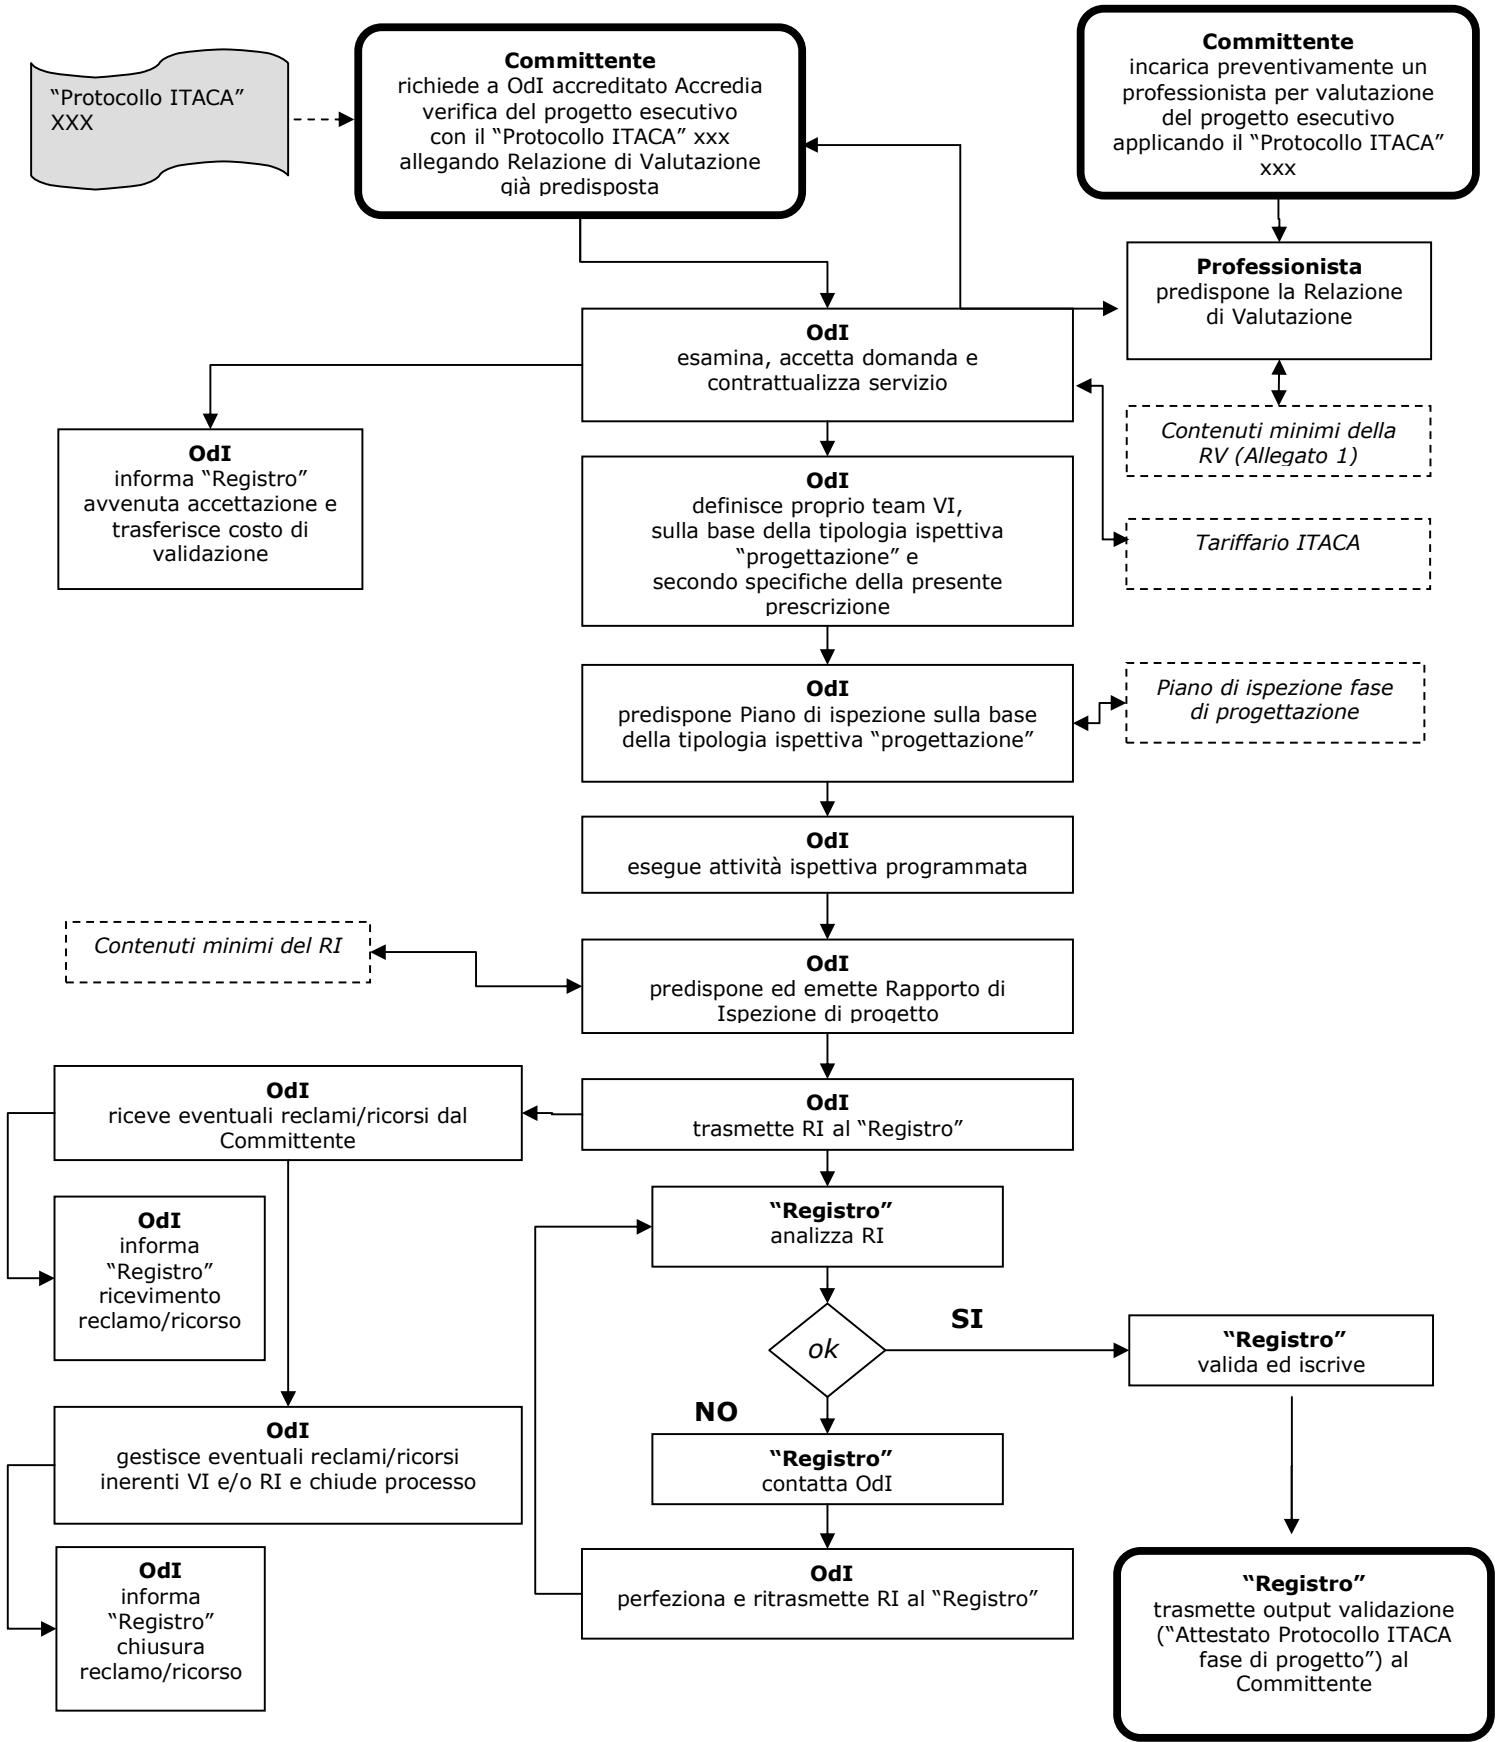 “Protocollo ITACA”
XXX
Committente
richiede a OdI accreditato Accredia
verifica del progetto esecutivo
con il “Protocollo ITACA” xxx
allegando Relazione di Valutazione
già predisposta
Committente
incarica preventivamente un
professionista per valutazione
del progetto esecutivo
applicando il “Protocollo ITACA”
xxx
Professionista
predispone la Relazione
di Valutazione
OdI
esamina, accetta domanda e
contrattualizza servizio
Contenuti minimi della
RV (Allegato 1)
OdI
informa “Registro”
avvenuta accettazione e
trasferisce costo di
validazione
OdI
definisce proprio team VI,
sulla base della tipologia ispettiva
“progettazione” e
secondo specifiche della presente
prescrizione
Tariffario ITACA
OdI
predispone Piano di ispezione sulla base
della tipologia ispettiva “progettazione”
Piano di ispezione fase
di progettazione
OdI
esegue attività ispettiva programmata
Contenuti minimi del RI
OdI
predispone ed emette Rapporto di
Ispezione di progetto
OdI
riceve eventuali reclami/ricorsi dal
Committente
OdI
trasmette RI al “Registro”
OdI
informa
“Registro”
ricevimento
reclamo/ricorso
“Registro”
analizza RI
ok
SI
“Registro”
valida ed iscrive
NO
OdI
gestisce eventuali reclami/ricorsi
inerenti VI e/o RI e chiude processo
“Registro”
contatta OdI
OdI
informa
“Registro”
chiusura
reclamo/ricorso
OdI
perfeziona e ritrasmette RI al “Registro”
“Registro”
trasmette output validazione
(“Attestato Protocollo ITACA
fase di progetto”) al
Committente